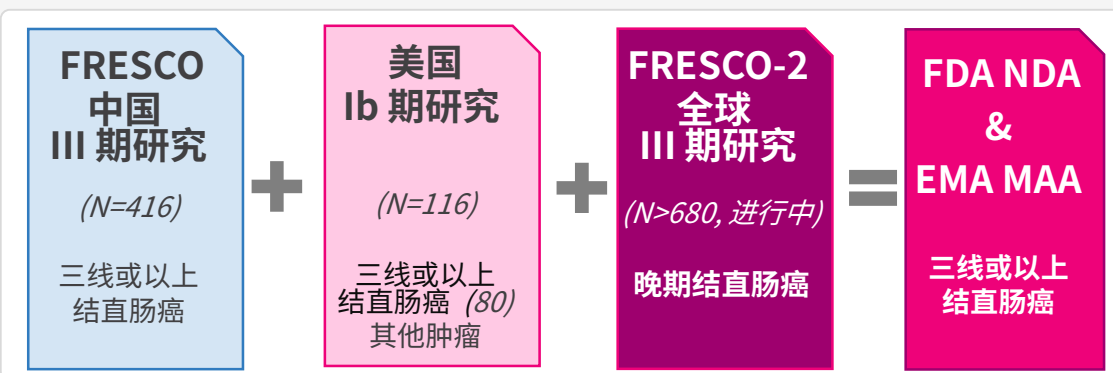 FRESCO
中国
III 期研究
(N=416)
三线或以上
结直肠癌
+
美国
Ib 期研究
(N=116)
三线或以上
结直肠癌 (80)
其他肿瘤
+
FRESCO-2
全球
III 期研究
(N>680, 进行中)
晚期结直肠癌
=
FDA NDA
&
EMA MAA
三线或以上
结直肠癌